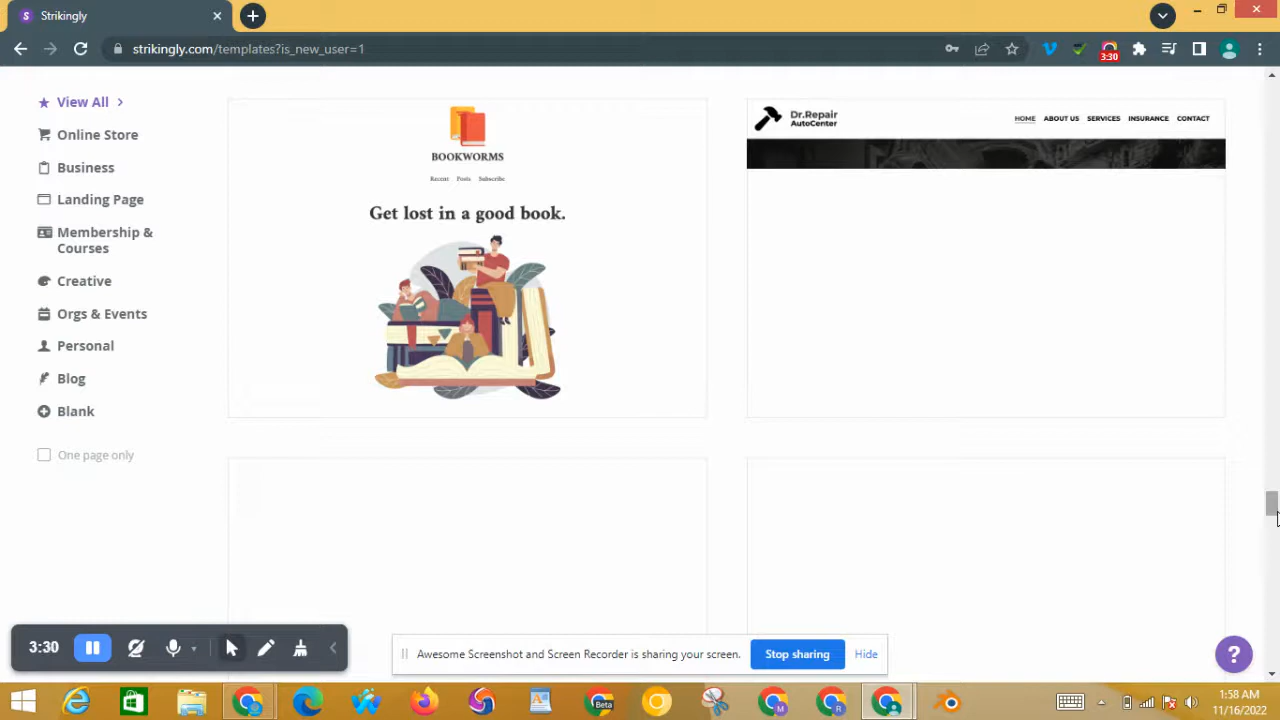 Strikingly
strikingly.com/templates?is_new_user=1
3:30
View All
Online Store
Business
Landing Page
Membership &
Courses
Creative
Orgs & Events
Personal
Blog
Blank
One page only
BOOKWORMS
Recent Posts Subscribe
Get lost in a good book.
Dr.Repair
AutoCenter
HOME ABOUT US SERVICES INSURANCE CONTACT
3:30
Awesome Screenshot and Screen Recorder is sharing your screen.
Stop sharing
Hide
?
Beta
M
R
1:58 AM
11/16/2022